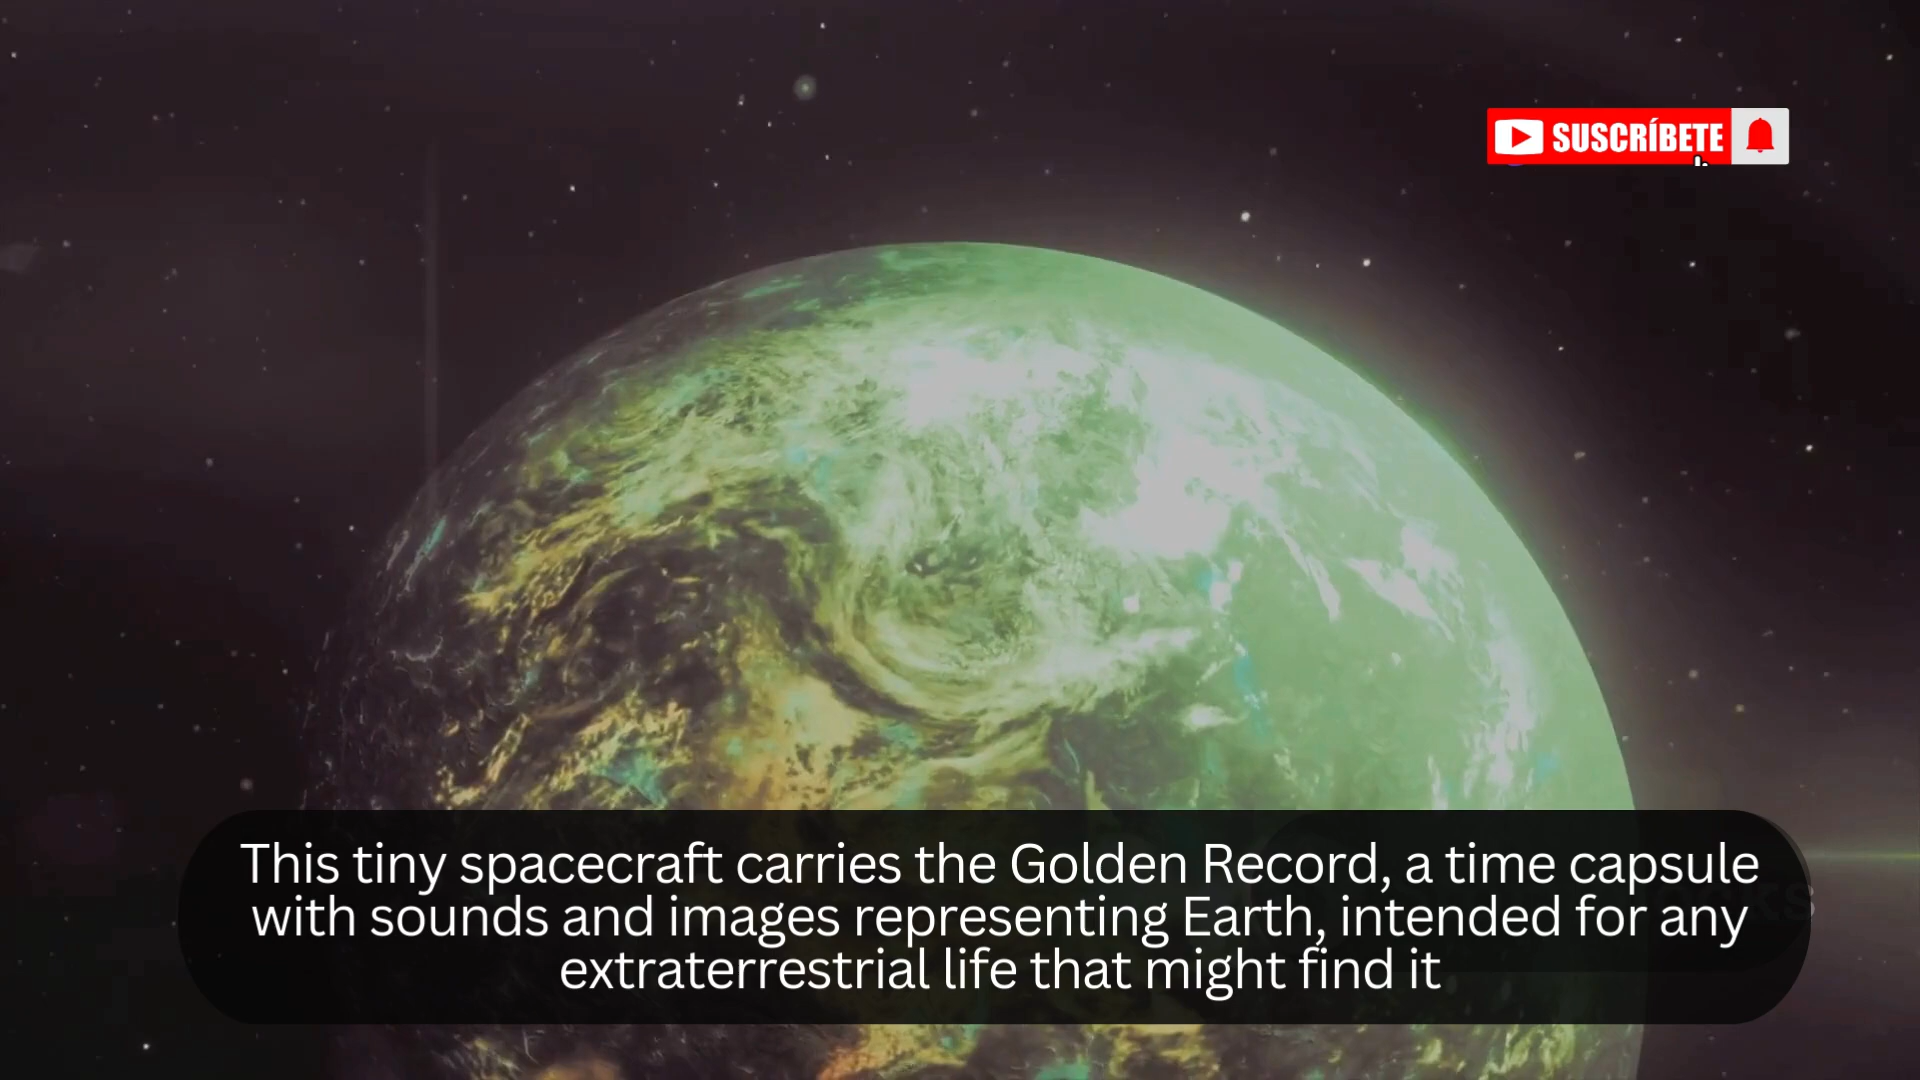 SUSCRÍBETE
This tiny spacecraft carries the Golden Record, a time capsule
with sounds and images representing Earth, intended for any
extraterrestrial life that might find it